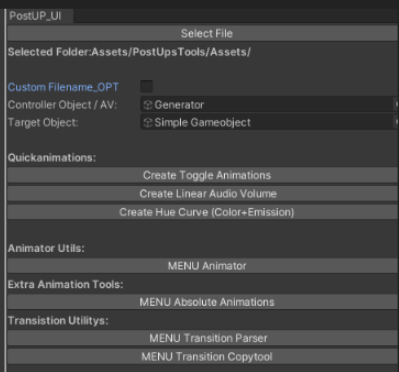 PostUP_UI
Select File
Selected Folder:Assets/PostUpsTools/Assets/
Custom Filename_OPT
Controller Object / AV: Generator
Target Object: Simple Gameobject
Quickanimations:
Create Toggle Animations
Create Linear Audio Volume
Create Hue Curve (Color+Emission)
Animator Utils:
MENU Animator
Extra Animation Tools:
MENU Absolute Animations
Transistion Utilitys:
MENU Transition Parser
MENU Transition Copytool